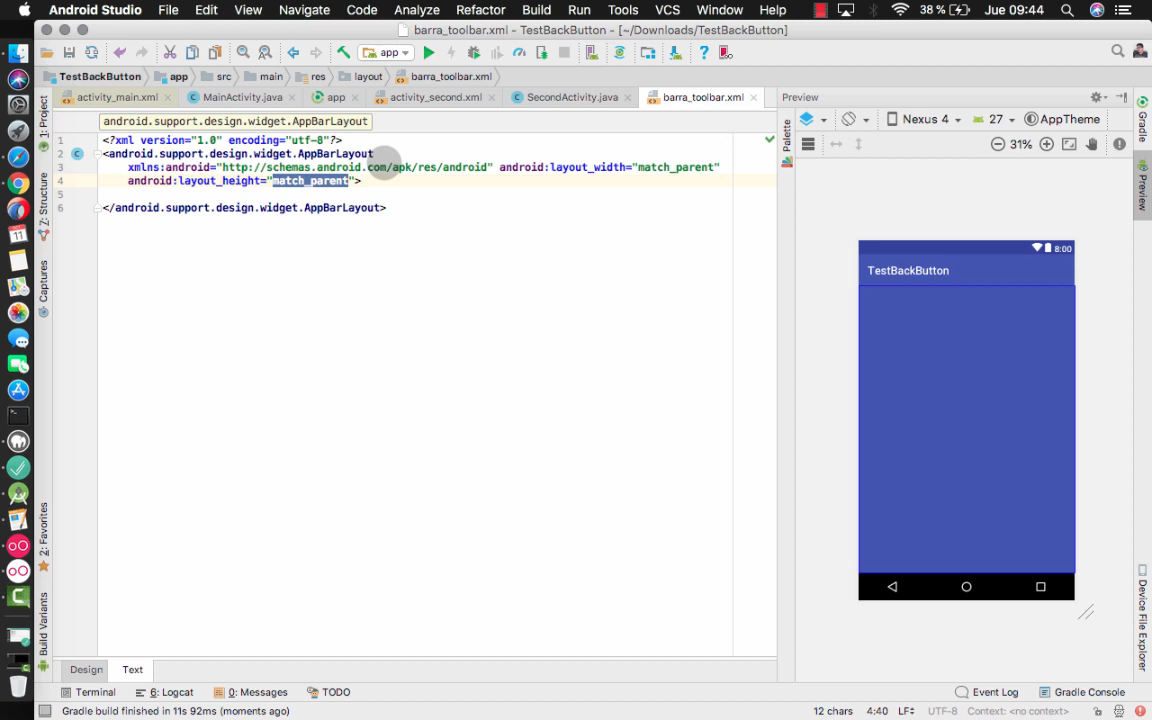 Android Studio File Edit View Navigate Code Analyze Refactor Build Run Tools VCS Window Help 38 % Jue 09:44
barra_toolbar.xml - TestBackButton - [~/Downloads/TestBackButton]
app
TestBackButton app src main res layout barra_toolbar.xml
activity_main.xml MainActivity.java app activity_second.xml SecondActivity.java barra_toolbar.xml Preview
android.support.design.widget.AppBarLayout
Nexus 4 27 AppTheme
31%
1 <?xml version="1.0" encoding="utf-8"?>
2 <android.support.design.widget.AppBarLayout
3 xmlns:android="http://schemas.android.com/apk/res/android" android:layout_width="match_parent"
4 android:layout_height="match_parent">
5
6 </android.support.design.widget.AppBarLayout>
1: Project
7: Structure
Captures
2: Favorites
Build Variants
Palette
8:00
TestBackButton
Gradle
Preview
Device File Explorer
Design Text
Terminal 6: Logcat 0: Messages TODO Event Log Gradle Console
Gradle build finished in 11s 92ms (moments ago) 12 chars 4:40 LF UTF-8 Context: <no context>